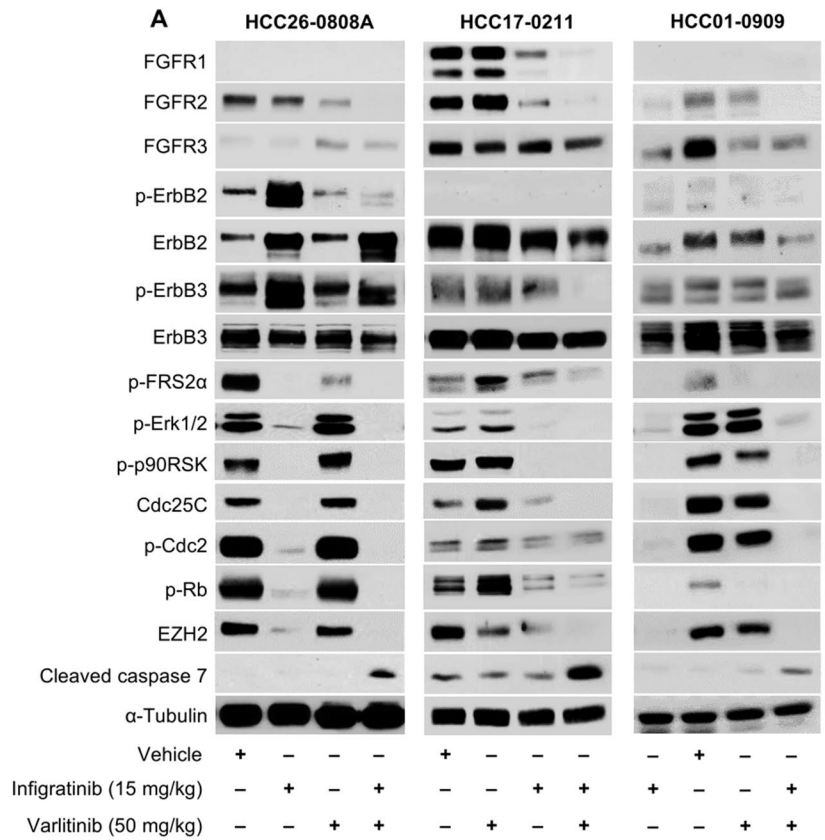 A
HCC26-0808A HCC17-0211 HCC01-0909
FGFR1
FGFR2
FGFR3
p-ErbB2
ErbB2
p-ErbB3
ErbB3
p-FRS2α
p-Erk1/2
p-p90RSK
Cdc25C
p-Cdc2
p-Rb
EZH2
Cleaved caspase 7
α-Tubulin
Vehicle + – – – + – – – – + – –
Infigratinib (15 mg/kg) – + – + – – + + + – – +
Varlitinib (50 mg/kg) – – + + – + – + – – + +